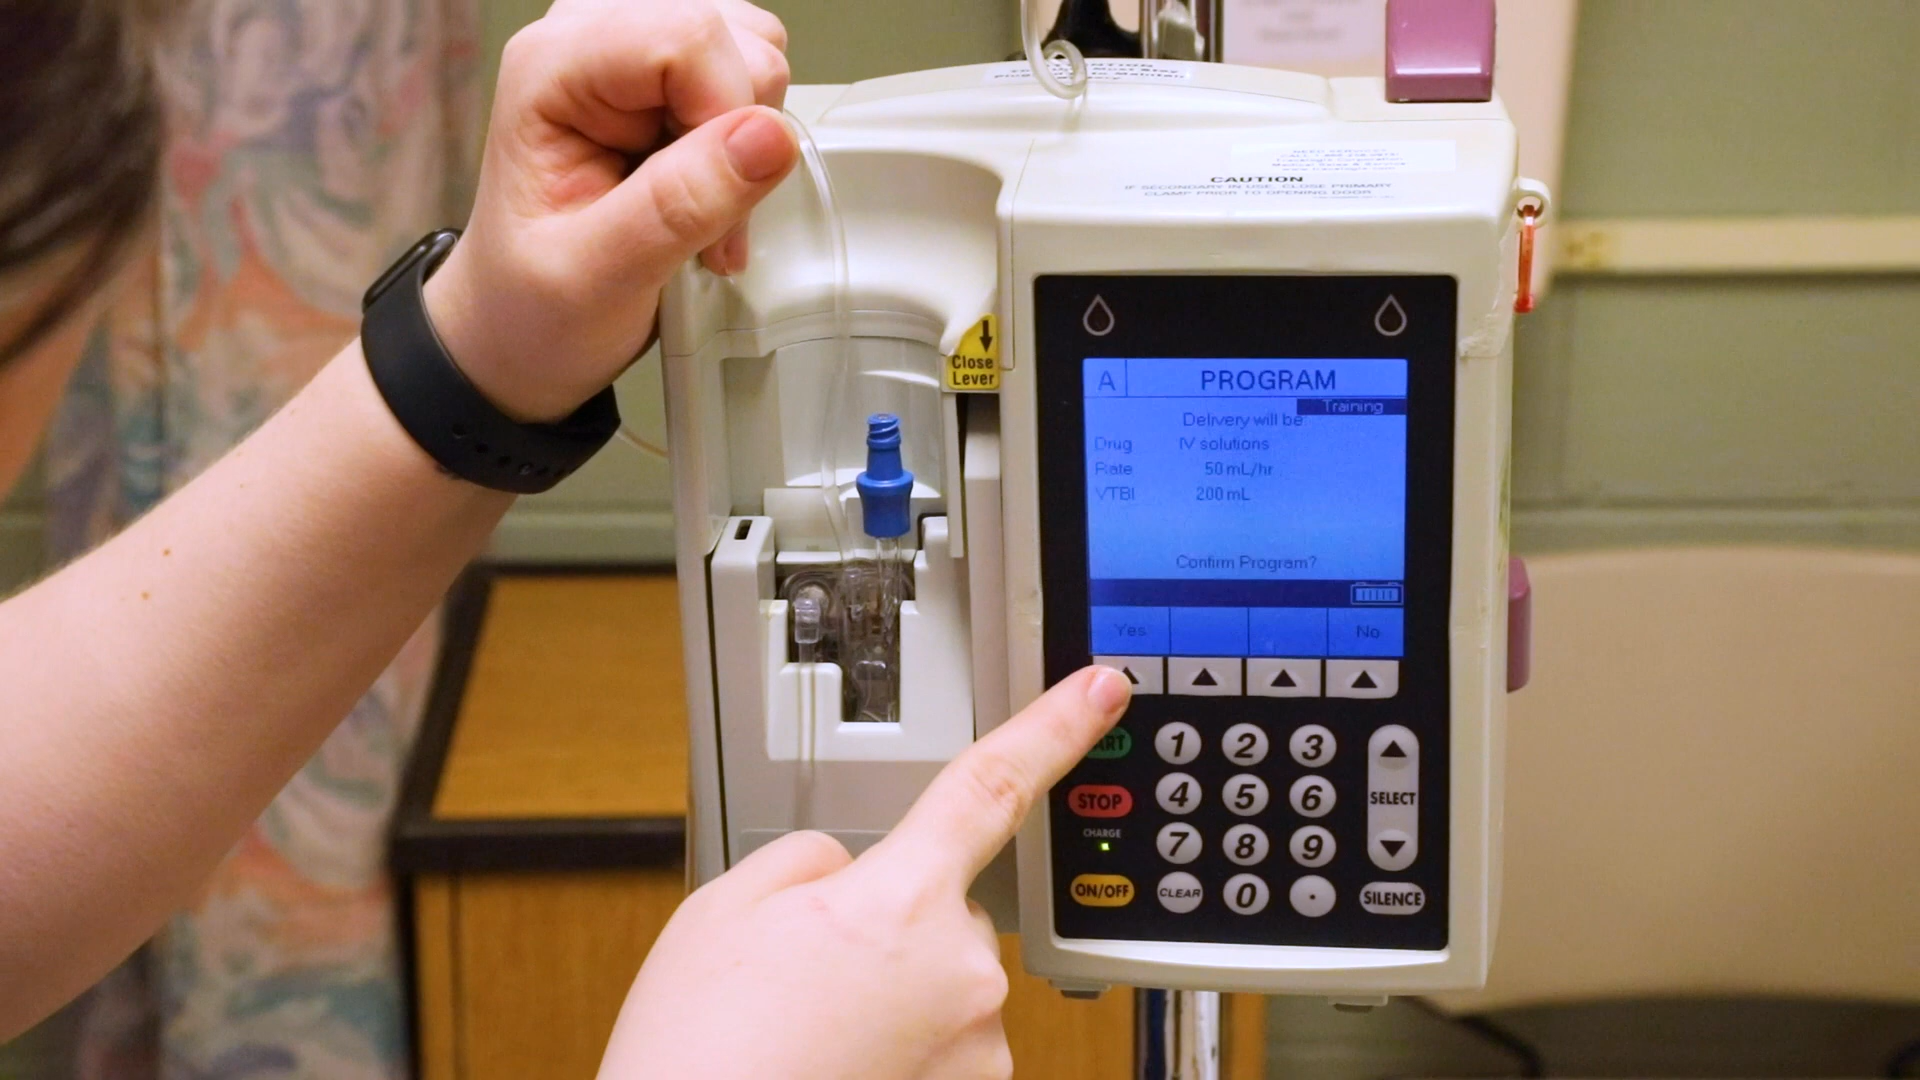 CAUTION
IF SECONDARY IN USE, CLOSE PRIMARY
CLAMP PRIOR TO OPENING DOOR
Close
Lever
A PROGRAM
Training
Delivery will be:
Drug IV solutions
Rate 50 mL/hr
VTBI 200 mL
Confirm Program?
Yes No
ART 1 2 3
STOP 4 5 6 SELECT
CHARGE
7 8 9
ON/OFF CLEAR 0 . SILENCE